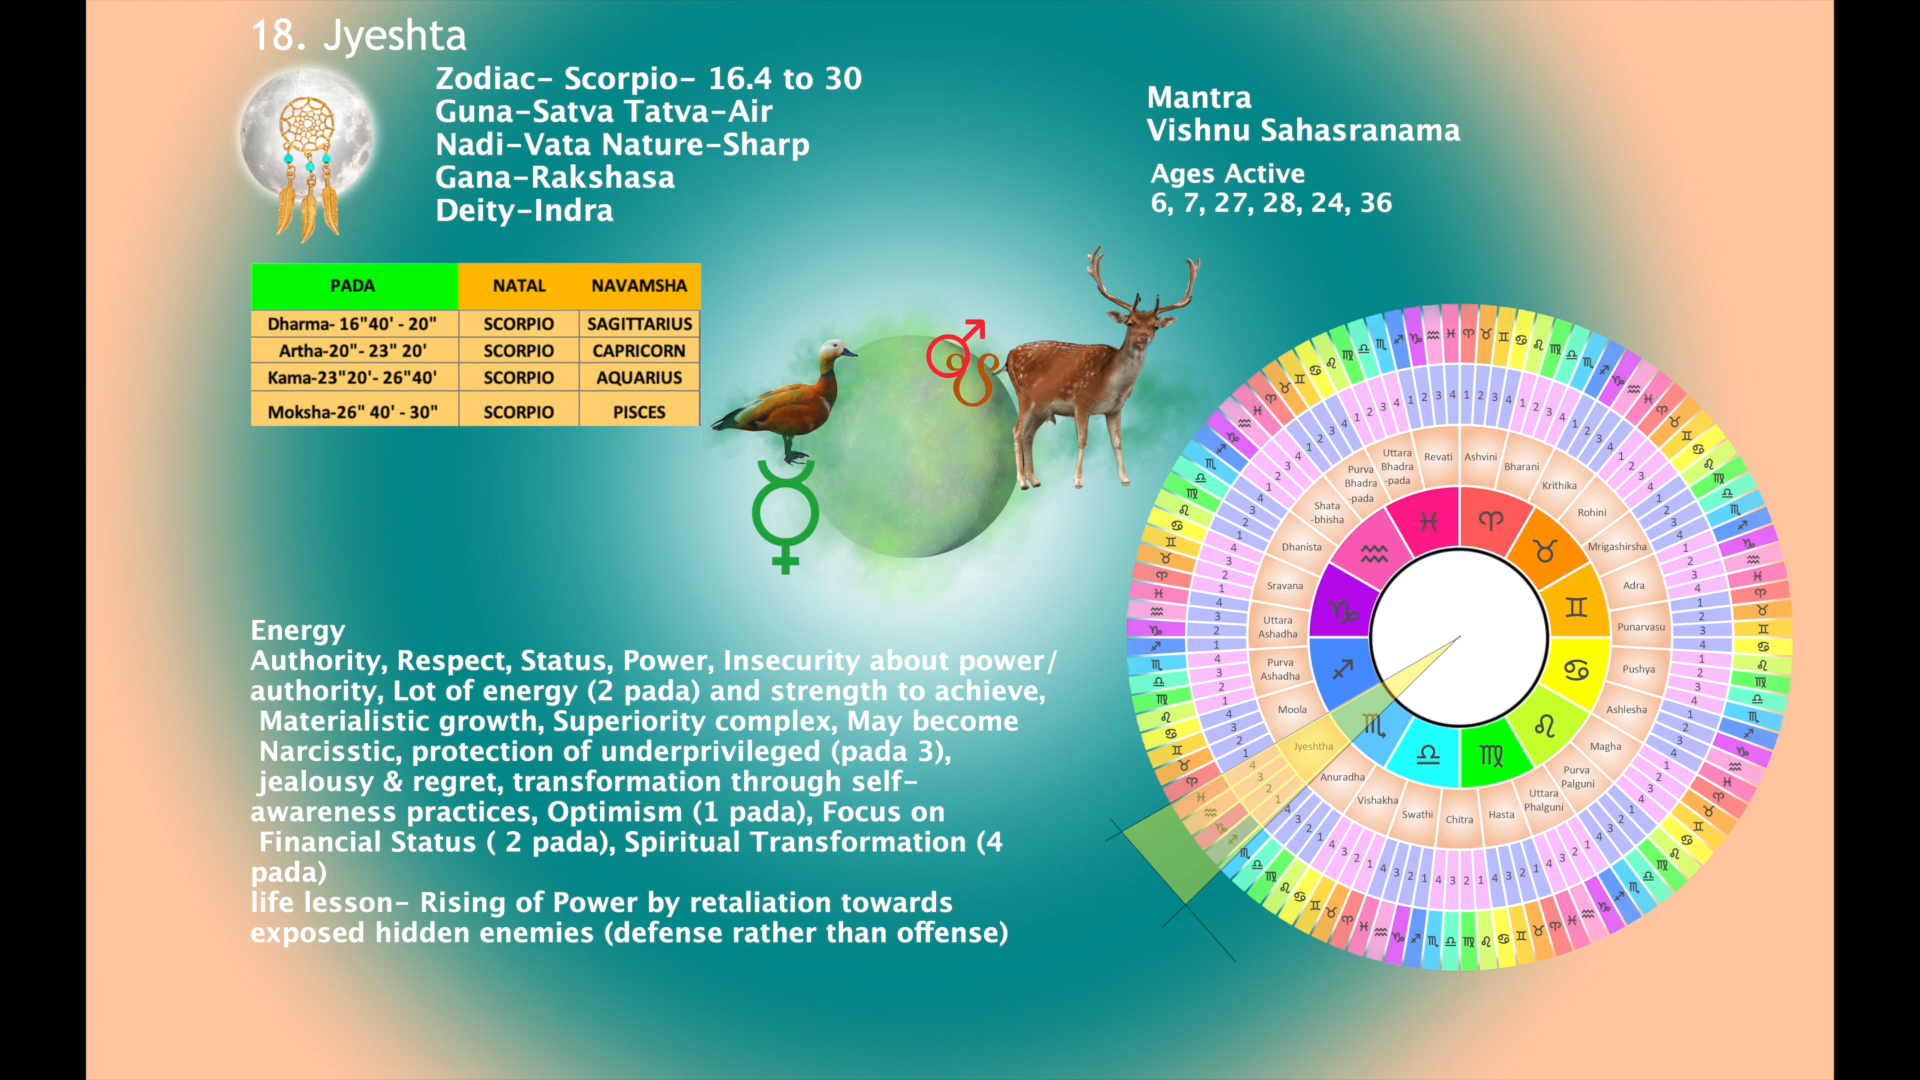 18. Jyeshta
Zodiac- Scorpio- 16.4 to 30
Guna-Satva Tatva-Air
Nadi-Vata Nature-Sharp
Gana-Rakshasa
Deity-Indra
Mantra
Vishnu Sahasranama
Ages Active
6, 7, 27, 28, 24, 36
PADA NATAL NAVAMSHA
Dharma- 16"40' - 20" SCORPIO SAGITTARIUS
Artha-20"- 23" 20' SCORPIO CAPRICORN
Kama-23"20'- 26"40' SCORPIO AQUARIUS
Moksha-26" 40' - 30" SCORPIO PISCES
Energy
Authority, Respect, Status, Power, Insecurity about power/
authority, Lot of energy (2 pada) and strength to achieve,
Materialistic growth, Superiority complex, May become
Narcisstic, protection of underprivileged (pada 3),
jealousy & regret, transformation through self-
awareness practices, Optimism (1 pada), Focus on
Financial Status ( 2 pada), Spiritual Transformation (4
pada)
life lesson- Rising of Power by retaliation towards
exposed hidden enemies (defense rather than offense)
Ashvini
Bharani
Krithika
Rohini
Mrigashirsha
Adra
Punarvasu
Pushya
Ashlesha
Magha
Purva
Palguni
Uttara
Phalguni
Hasta
Chitra
Swathi
Vishakha
Anuradha
Jyeshtha
Moola
Purva
Ashadha
Uttara
Ashadha
Sravana
Dhanista
Shata
-bhisha
Purva
Bhadra
-pada
Uttara
Bhadra
-pada
Revati